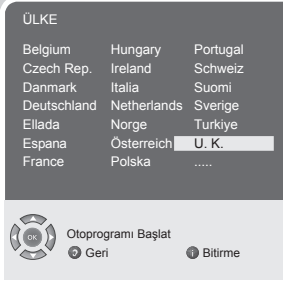 ÜLKE
Belgium Hungary Portugal
Czech Rep. Ireland Schweiz
Danmark Italia Suomi
Deutschland Netherlands Sverige
Ellada Norge Turkiye
Espana Österreich U. K.
France Polska .....
OK Otoprogramı Başlat
Geri i Bitirme